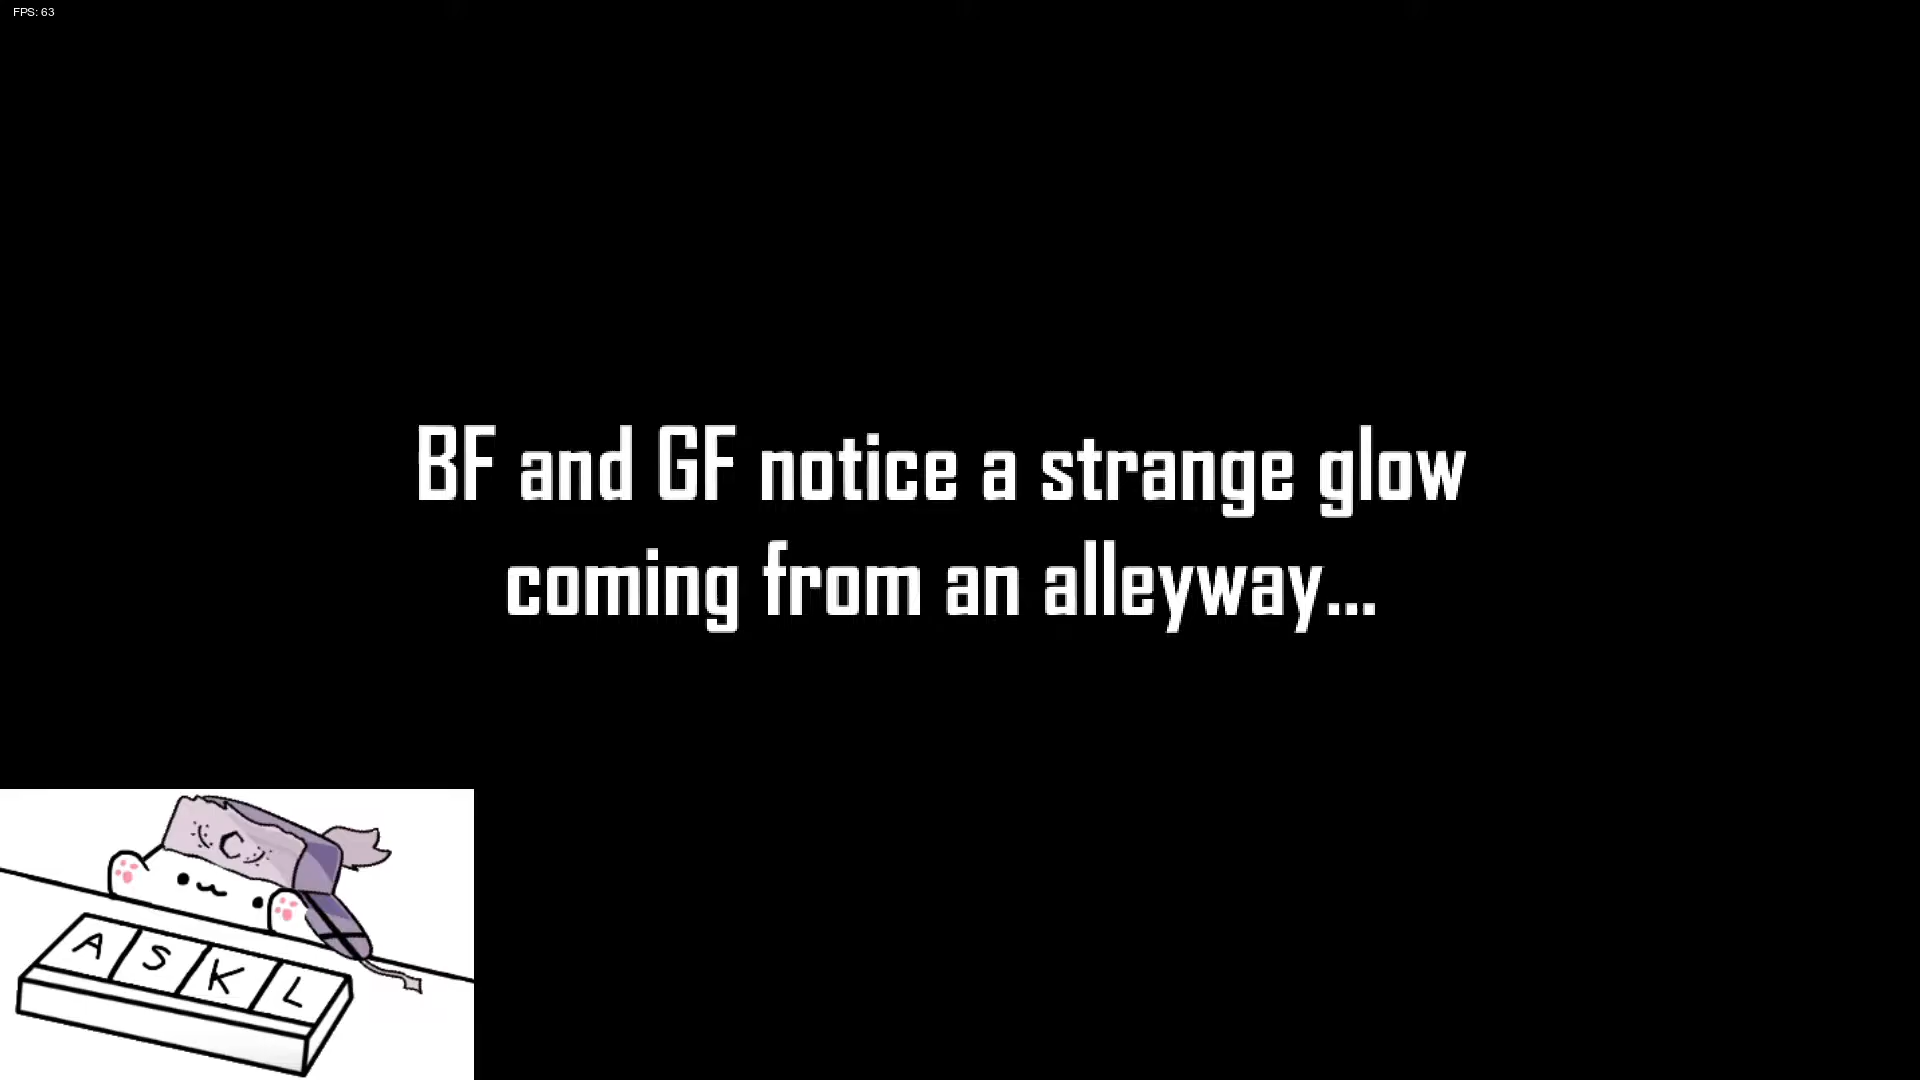 FPS: 63
BF and GF notice a strange glow
coming from an alleyway...
A S K L